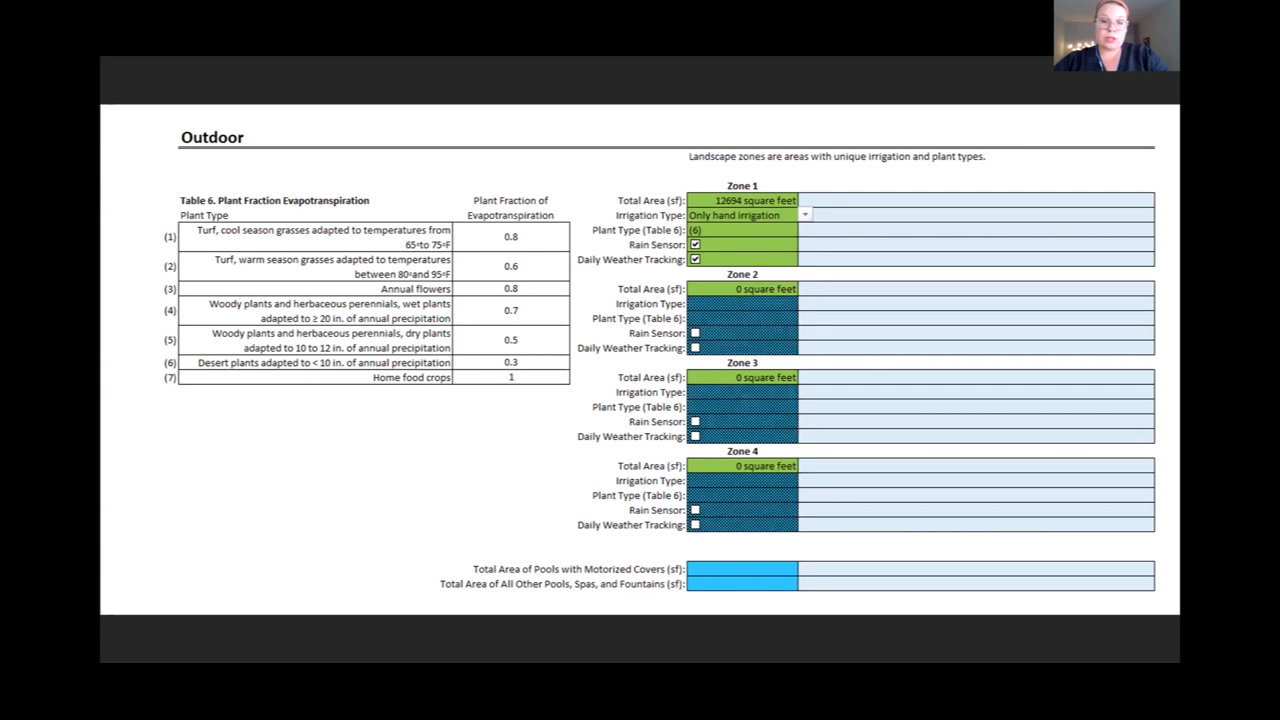 Outdoor
Landscape zones are areas with unique irrigation and plant types.
Table 6. Plant Fraction Evapotranspiration
Plant Type
Plant Fraction of
Evapotranspiration
(1) Turf, cool season grasses adapted to temperatures from
65ºto 75ºF
0.8
(2) Turf, warm season grasses adapted to temperatures
between 80ºand 95ºF
0.6
(3) Annual flowers 0.8
(4) Woody plants and herbaceous perennials, wet plants
adapted to ≥ 20 in. of annual precipitation
0.7
(5) Woody plants and herbaceous perennials, dry plants
adapted to 10 to 12 in. of annual precipitation
0.5
(6) Desert plants adapted to < 10 in. of annual precipitation 0.3
(7) Home food crops 1
Zone 1
Total Area (sf): 12694 square feet
Irrigation Type: Only hand irrigation
Plant Type (Table 6): (6)
Rain Sensor:
Daily Weather Tracking:
Zone 2
Total Area (sf): 0 square feet
Irrigation Type:
Plant Type (Table 6):
Rain Sensor:
Daily Weather Tracking:
Zone 3
Total Area (sf): 0 square feet
Irrigation Type:
Plant Type (Table 6):
Rain Sensor:
Daily Weather Tracking:
Zone 4
Total Area (sf): 0 square feet
Irrigation Type:
Plant Type (Table 6):
Rain Sensor:
Daily Weather Tracking:
Total Area of Pools with Motorized Covers (sf):
Total Area of All Other Pools, Spas, and Fountains (sf):